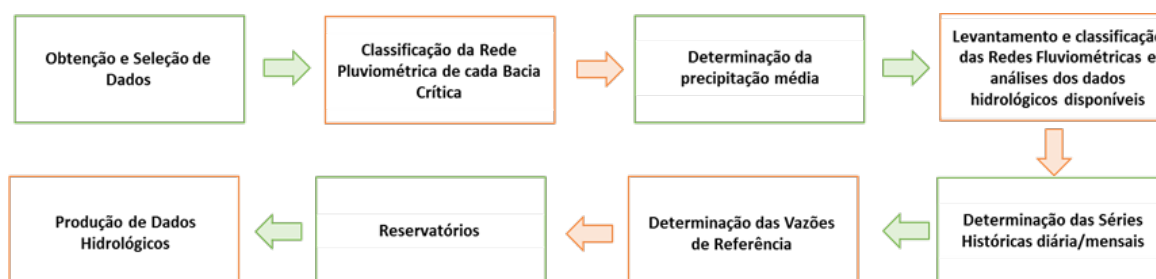 Obtenção e Seleção de
Dados
Classificação da Rede
Pluviométrica de cada Bacia
Crítica
Determinação da
precipitação média
Levantamento e classificação
das Redes Fluviométricas e
análises dos dados
hidrológicos disponíveis
Determinação das Séries
Históricas diária/mensais
Determinação das Vazões
de Referência
Reservatórios
Produção de Dados
Hidrológicos